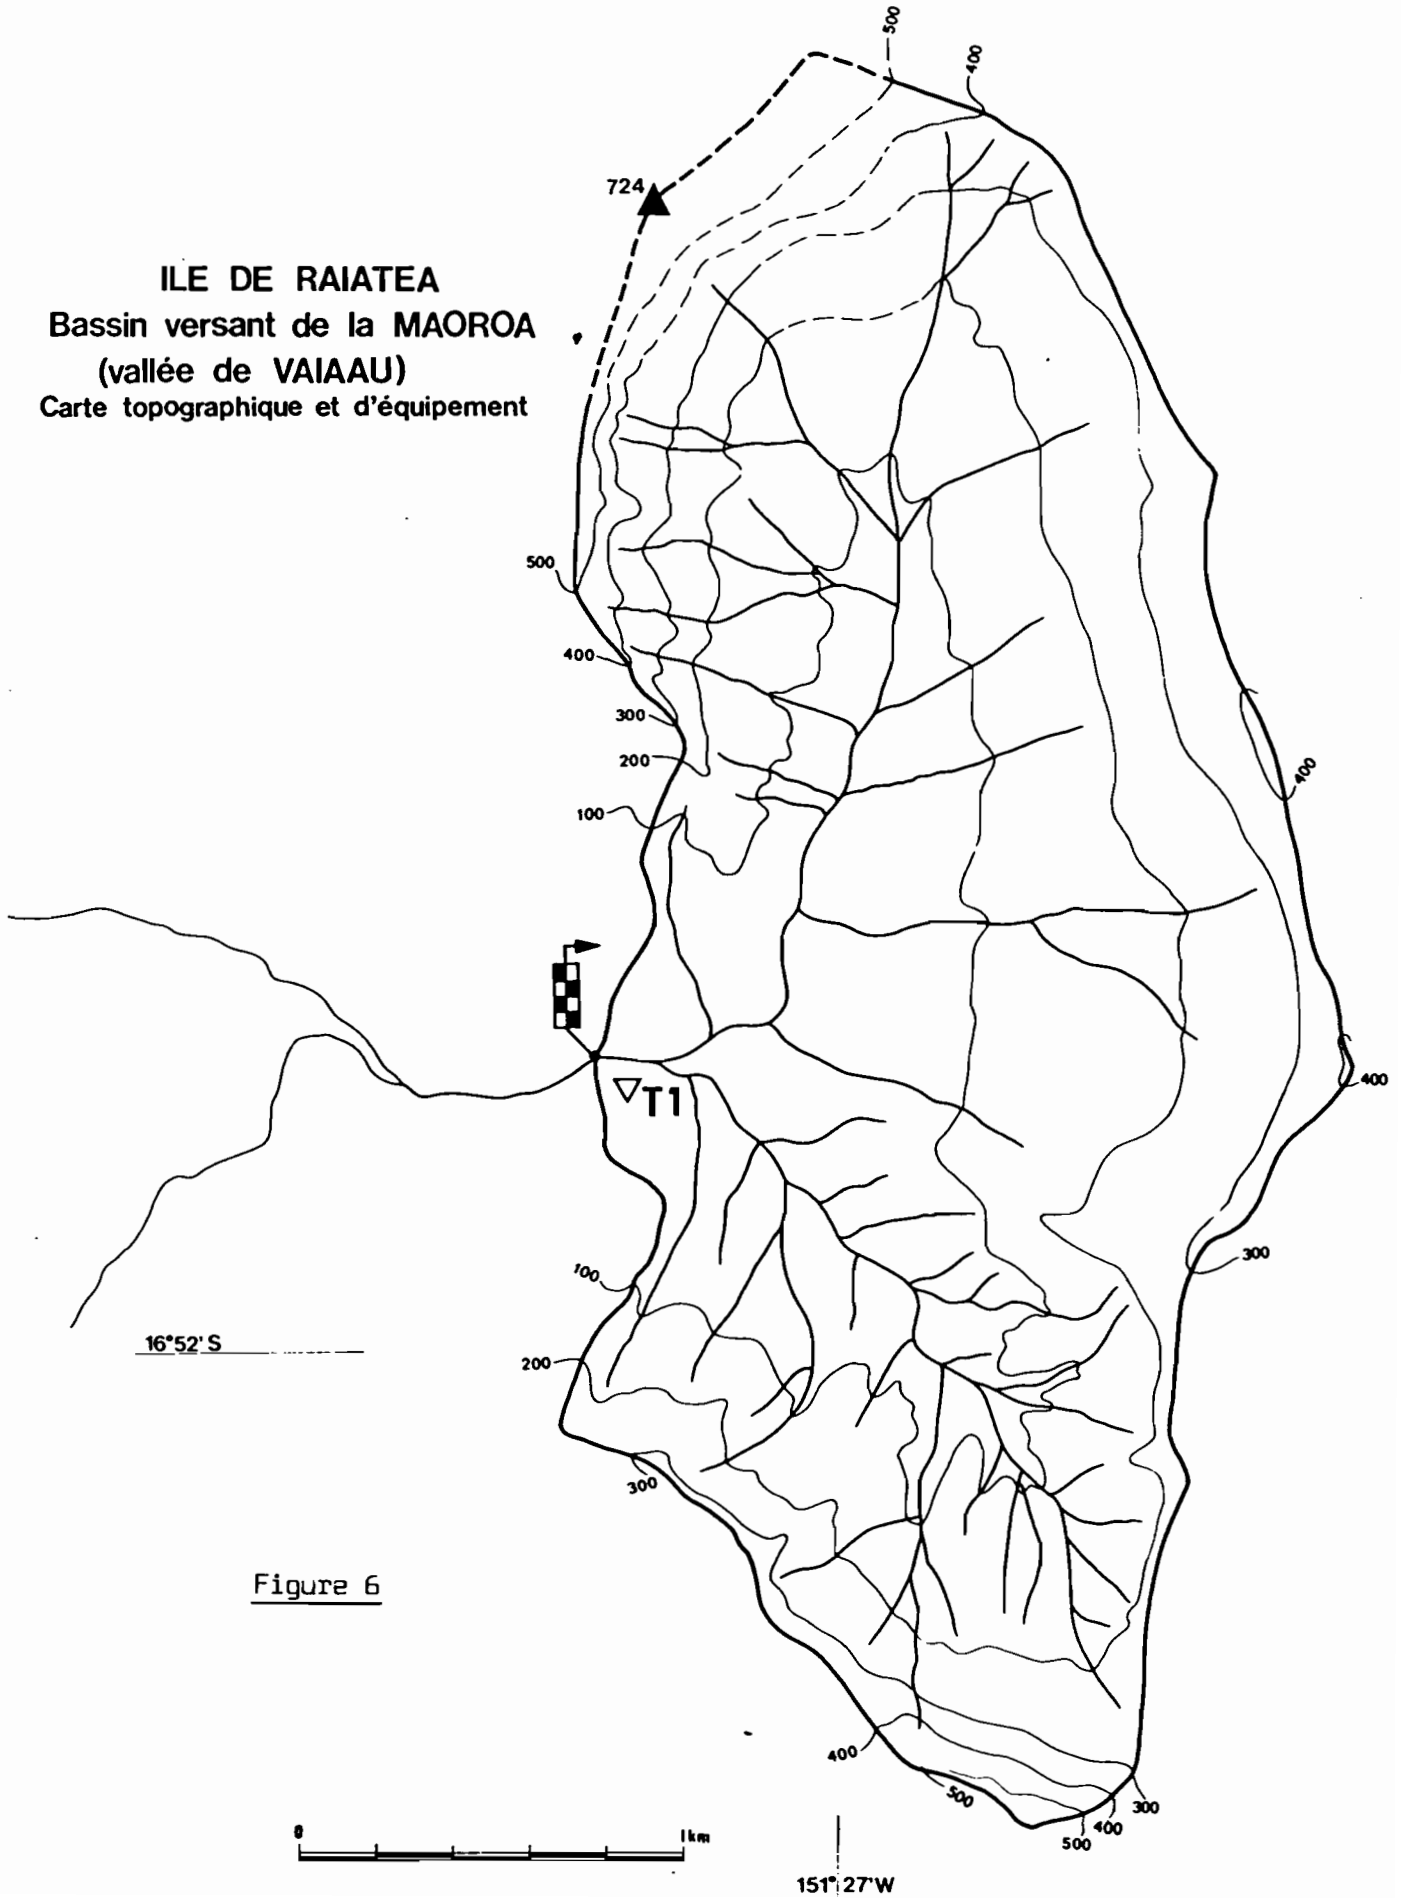 500
400
724
ILE DE RAIATEA
Bassin versant de la MAOROA
(vallée de VAIAAU)
Carte topographique et d'équipement
500
400
300
200
400
100
T1
400
300
100
16°52' S
200
300
Figure 6
400
500
300
400
500
0
1km
151° 27'W